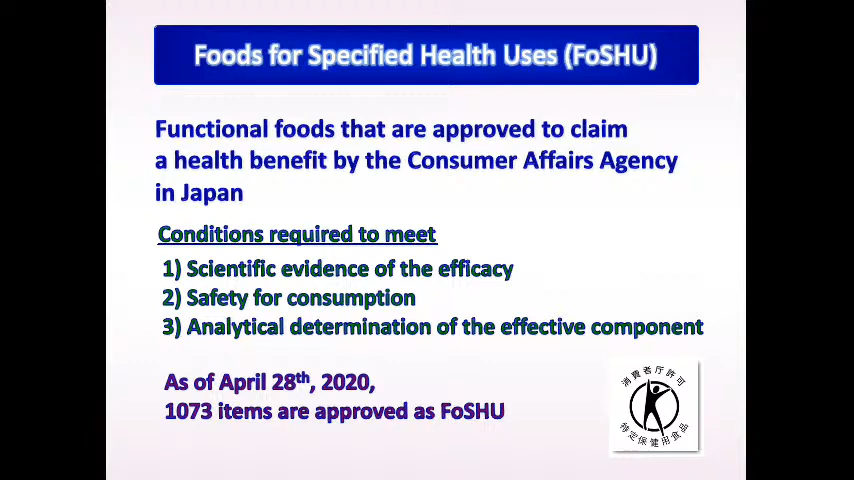 Foods for Specified Health Uses (FoSHU)
Functional foods that are approved to claim
a health benefit by the Consumer Affairs Agency
in Japan
Conditions required to meet
1) Scientific evidence of the efficacy
2) Safety for consumption
3) Analytical determination of the effective component
As of April 28th, 2020,
1073 items are approved as FoSHU
消費者庁許可
特定保健用食品